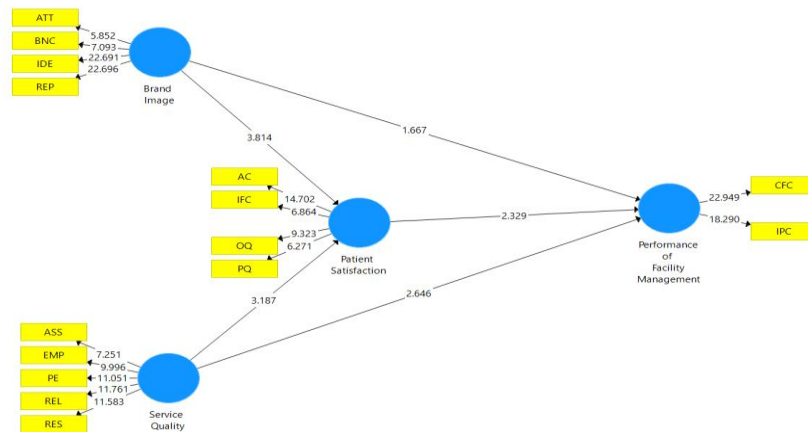 ATT
BNC
IDE
REP
5.852
7.093
22.691
22.696
Brand
Image
3.814
1.667
AC
IFC
OQ
PQ
14.702
6.864
9.323
6.271
Patient
Satisfaction
2.329
Performance
of
Facility
Management
22.949
18.290
CFC
IPC
3.187
2.646
ASS
EMP
PE
REL
RES
7.251
9.996
11.051
11.761
11.583
Service
Quality